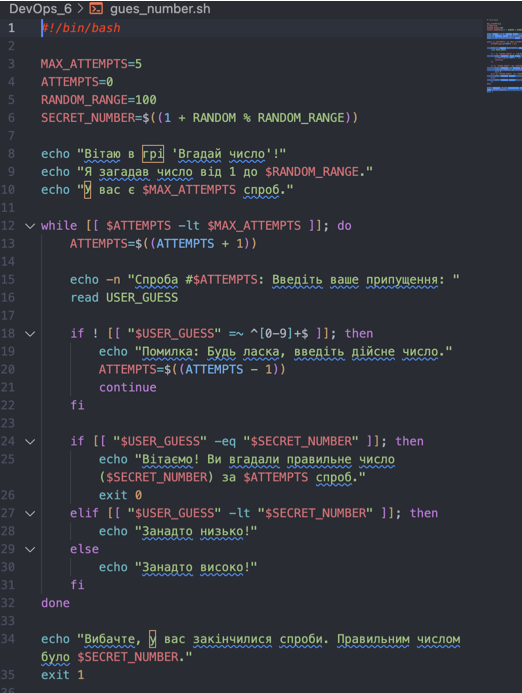 DevOps_6 > gues_number.sh
1 #!/bin/bash
2
3 MAX_ATTEMPTS=5
4 ATTEMPTS=0
5 RANDOM_RANGE=100
6 SECRET_NUMBER=$((1 + RANDOM % RANDOM_RANGE))
7
8 echo "Вітаю в грі 'Вгадай число'!"
9 echo "Я загадав число від 1 до $RANDOM_RANGE."
10 echo "У вас є $MAX_ATTEMPTS спроб."
11
12 while [[ $ATTEMPTS -lt $MAX_ATTEMPTS ]]; do
13     ATTEMPTS=$((ATTEMPTS + 1))
14
15     echo -n "Спроба #$ATTEMPTS: Введіть ваше припущення: "
16     read USER_GUESS
17
18     if ! [[ "$USER_GUESS" =~ ^[0-9]+$ ]]; then
19         echo "Помилка: Будь ласка, введіть дійсне число."
20         ATTEMPTS=$((ATTEMPTS - 1))
21         continue
22     fi
23
24     if [[ "$USER_GUESS" -eq "$SECRET_NUMBER" ]]; then
25         echo "Вітаємо! Ви вгадали правильне число
($SECRET_NUMBER) за $ATTEMPTS спроб."
26         exit 0
27     elif [[ "$USER_GUESS" -lt "$SECRET_NUMBER" ]]; then
28         echo "Занадто низько!"
29     else
30         echo "Занадто високо!"
31     fi
32 done
33
34 echo "Вибачте, у вас закінчилися спроби. Правильним числом
було $SECRET_NUMBER."
35 exit 1